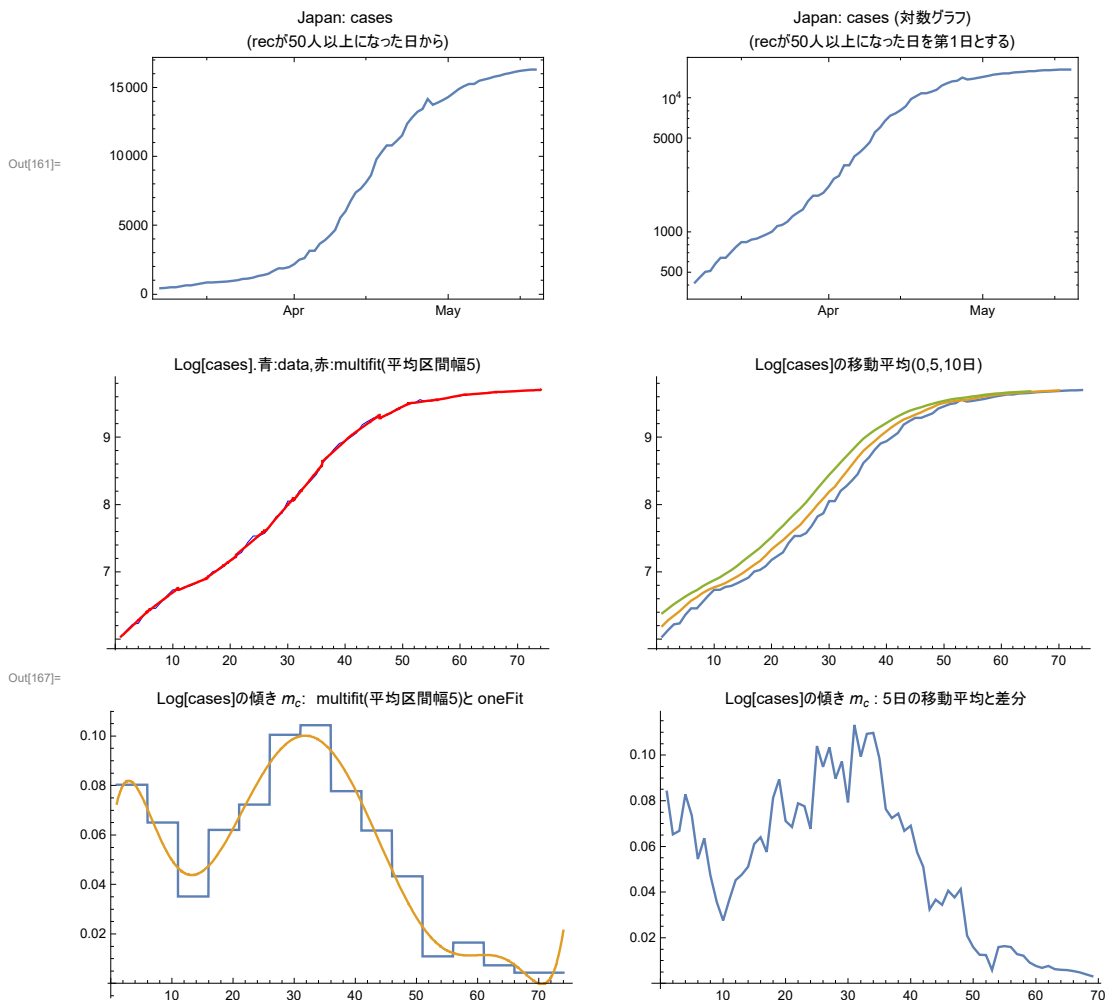 Japan: cases
(recが50人以上になった日から)
Out[161]=
15000
10000
5000
0
Apr
May
Japan: cases (対数グラフ)
(recが50人以上になった日を第1日とする)
10^4
5000
1000
500
Apr
May
Log[cases].青:data,赤:multifit(平均区間幅5)
9
8
7
10 20 30 40 50 60 70
Log[cases]の移動平均(0,5,10日)
9
8
7
10 20 30 40 50 60 70
Out[167]=
Log[cases]の傾き m_c: multifit(平均区間幅5)と oneFit
0.10
0.08
0.06
0.04
0.02
10 20 30 40 50 60 70
Log[cases]の傾き m_c : 5日の移動平均と差分
0.10
0.08
0.06
0.04
0.02
10 20 30 40 50 60 70